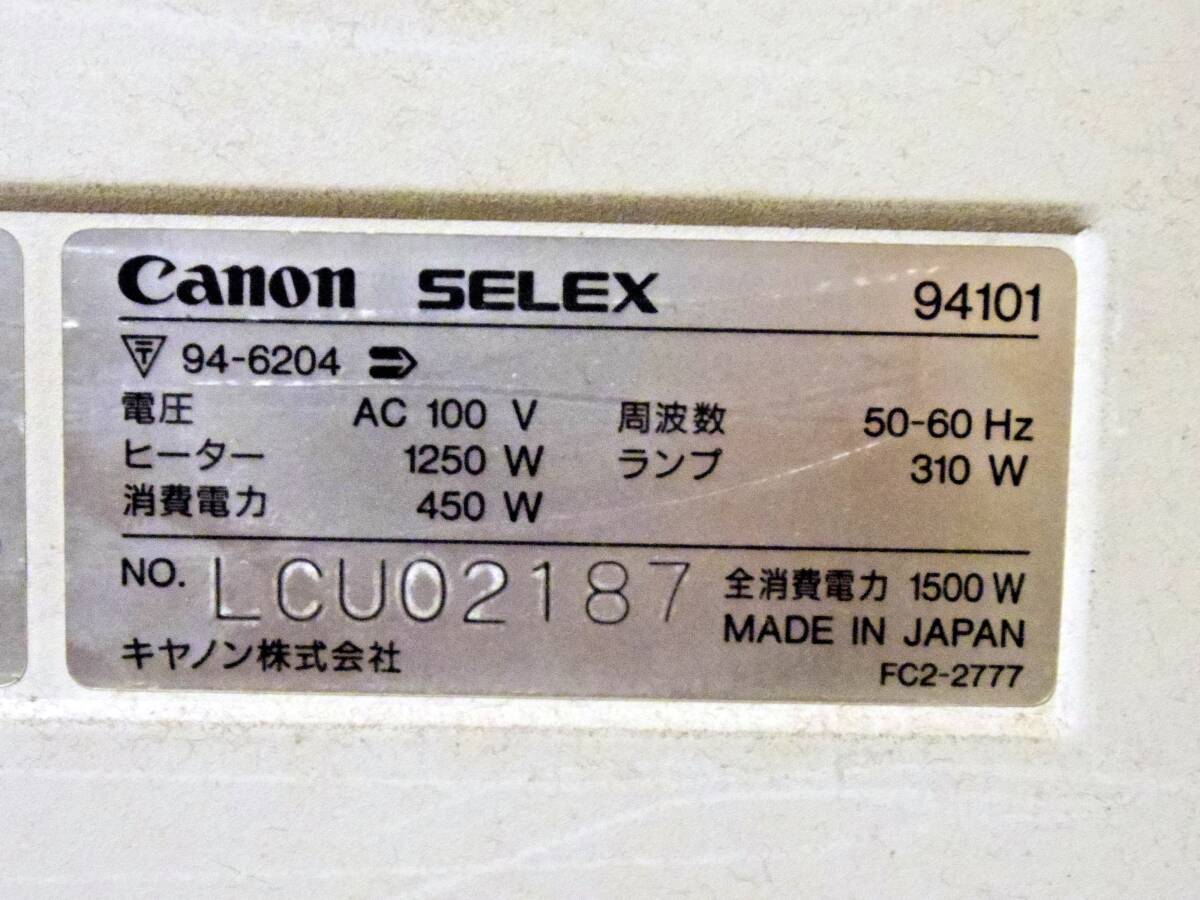 Canon SELEX 94101
〒 94-6204
電圧 AC 100 V 周波数 50-60 Hz
ヒーター 1250 W ランプ 310 W
消費電力 450 W
NO. LCU02187 全消費電力 1500 W
MADE IN JAPAN
キヤノン株式会社
FC2-2777